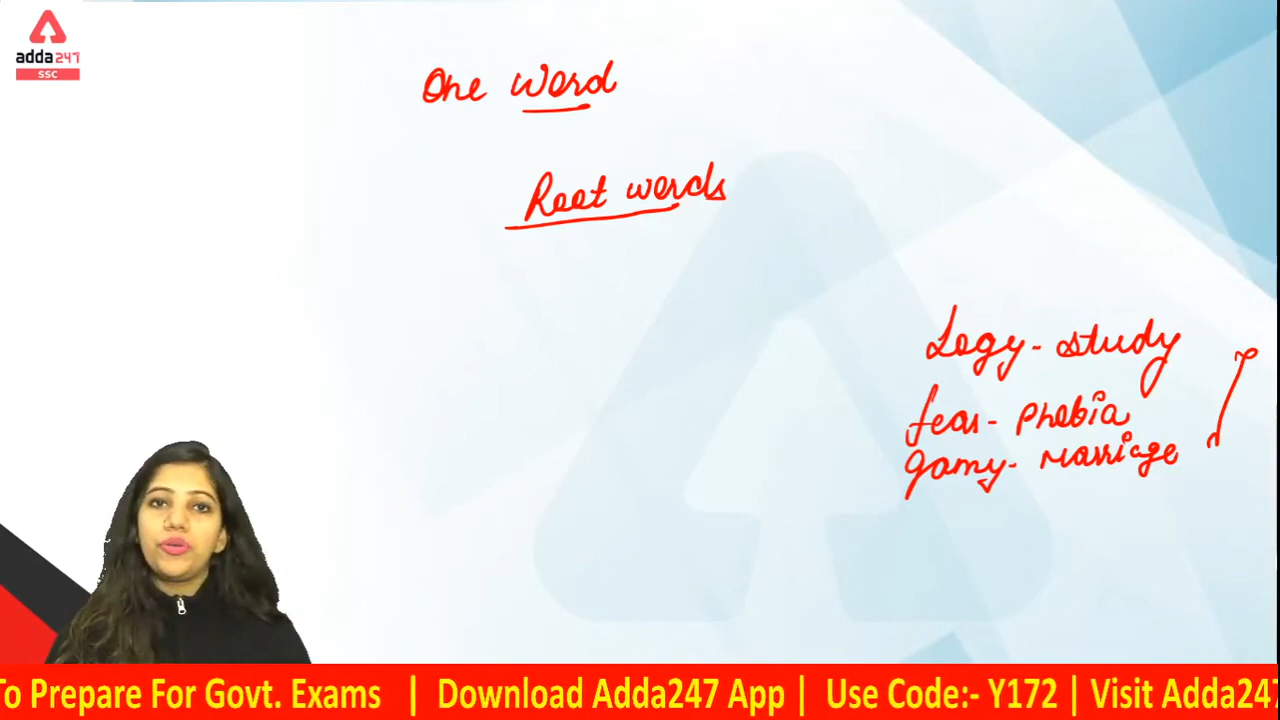 adda247
SSC
One Word
Root words
Logy - study
fear - Phobia
gamy - marriage
To Prepare For Govt. Exams | Download Adda247 App | Use Code:- Y172 | Visit Adda247